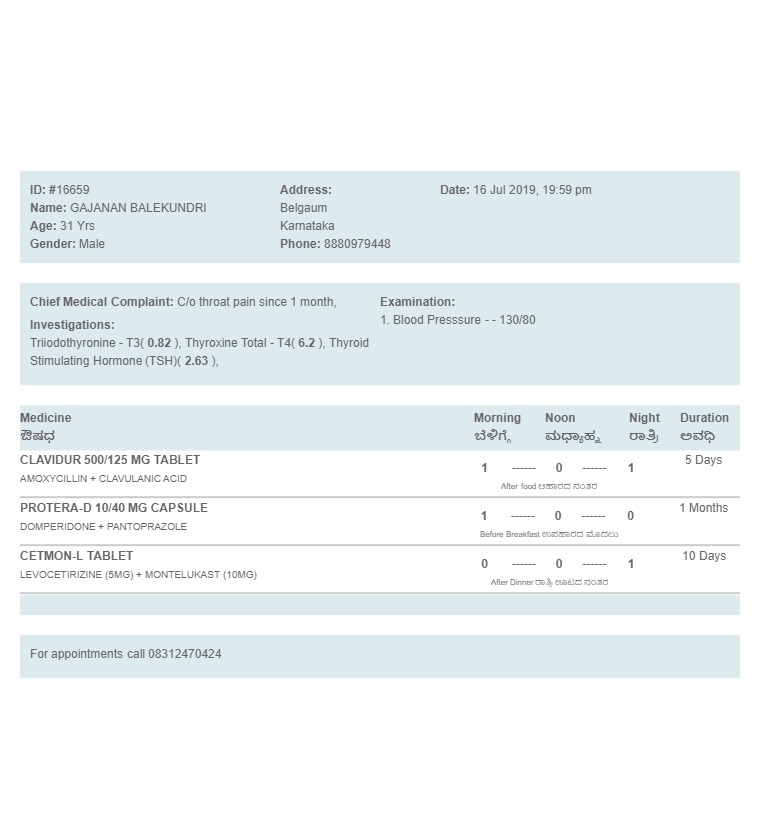 ID: #16659
Name: GAJANAN BALEKUNDRI
Age: 31 Yrs
Gender: Male
Address:
Belgaum
Karnataka
Phone: 8880979448
Date: 16 Jul 2019, 19:59 pm
Chief Medical Complaint: C/o throat pain since 1 month,
Investigations:
Triiodothyronine - T3( 0.82 ), Thyroxine Total - T4( 6.2 ), Thyroid
Stimulating Hormone (TSH)( 2.63 ),
Examination:
1. Blood Presssure - - 130/80
Medicine Morning Noon Night Duration
ಔಷಧ ಬೆಳಿಗ್ಗೆ ಮಧ್ಯಾಹ್ನ ರಾತ್ರಿ ಅವಧಿ
CLAVIDUR 500/125 MG TABLET 5 Days
1 ------ 0 ------ 1
AMOXYCILLIN + CLAVULANIC ACID
After food ಆಹಾರದ ನಂತರ
PROTERA-D 10/40 MG CAPSULE 1 Months
1 ------ 0 ------ 0
DOMPERIDONE + PANTOPRAZOLE
Before Breakfast ಉಪಹಾರದ ಮೊದಲು
CETMON-L TABLET 10 Days
0 ------ 0 ------ 1
LEVOCETIRIZINE (5MG) + MONTELUKAST (10MG)
After Dinner ರಾತ್ರಿ ಊಟದ ನಂತರ
For appointments call 08312470424